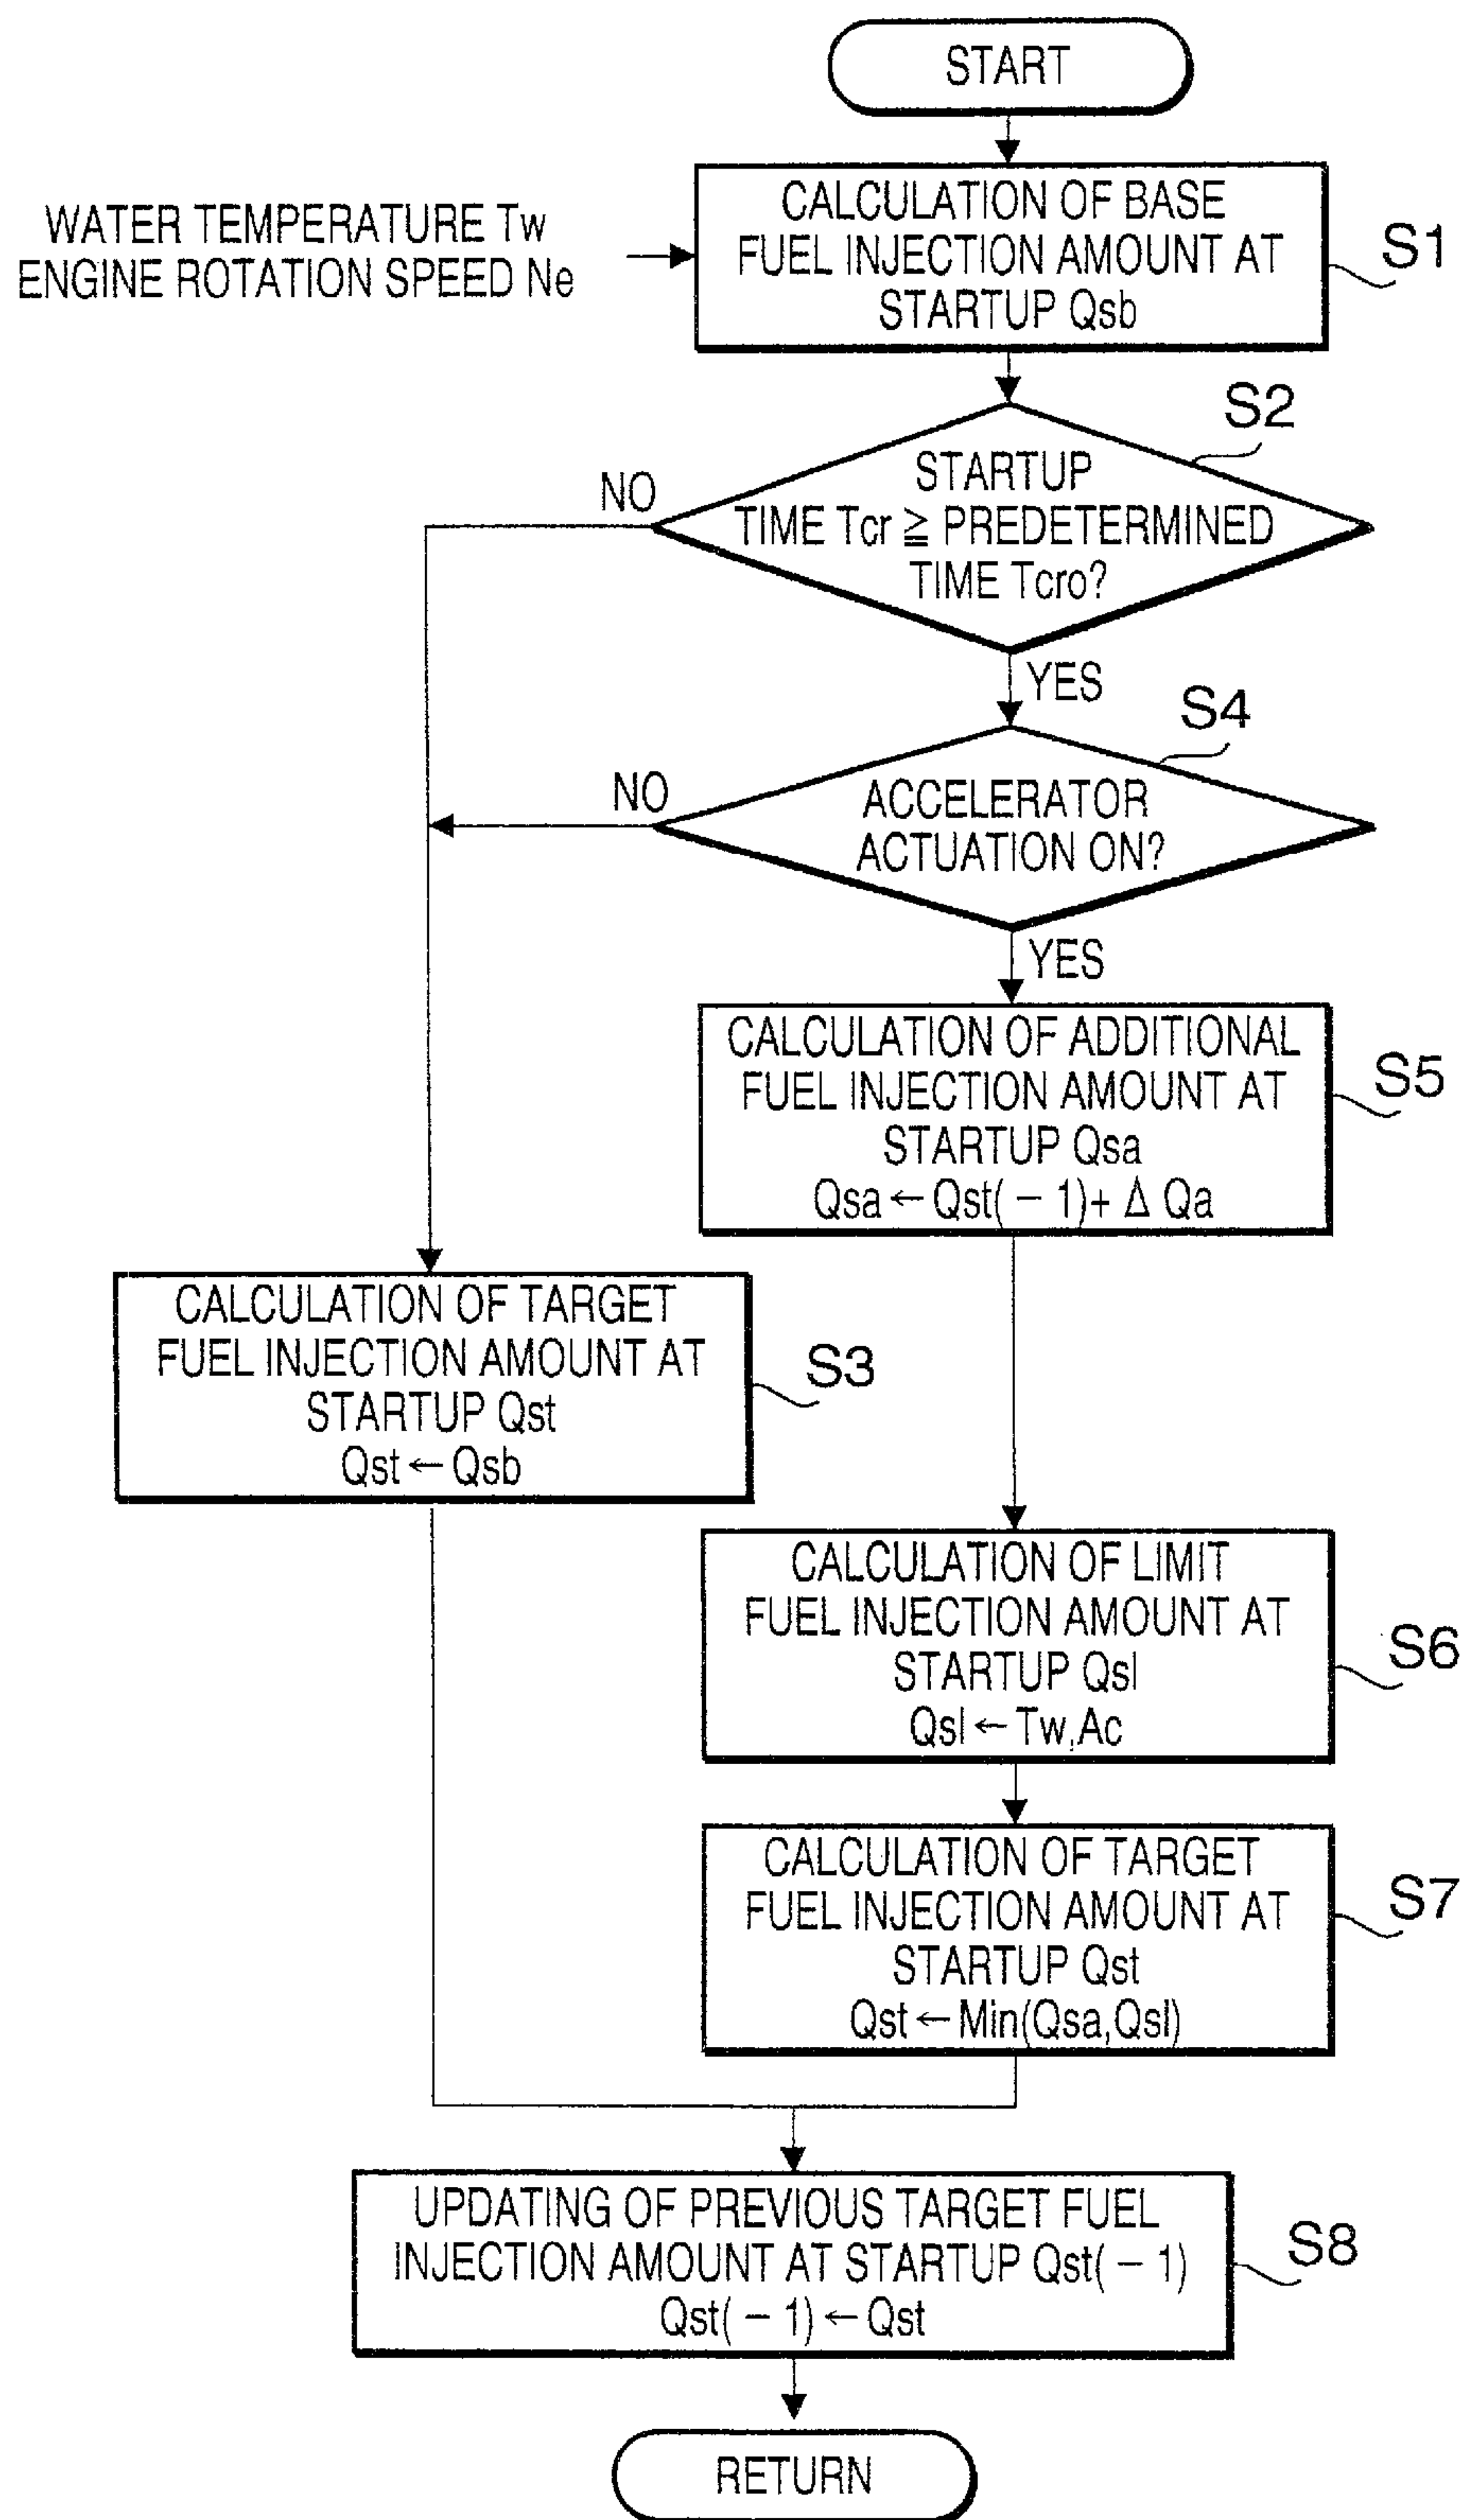 START
WATER TEMPERATURE Tw
ENGINE ROTATION SPEED Ne
CALCULATION OF BASE
FUEL INJECTION AMOUNT AT
STARTUP Qsb
S1
S2
STARTUP
TIME Tcr ≧ PREDETERMINED
TIME Tcro?
NO
YES
S4
ACCELERATOR
ACTUATION ON?
NO
YES
CALCULATION OF ADDITIONAL
FUEL INJECTION AMOUNT AT
STARTUP Qsa
Qsa ← Qst( − 1)+ Δ Qa
S5
CALCULATION OF TARGET
FUEL INJECTION AMOUNT AT
STARTUP Qst
Qst ← Qsb
S3
CALCULATION OF LIMIT
FUEL INJECTION AMOUNT AT
STARTUP Qsl
Qsl ← Tw,Ac
S6
CALCULATION OF TARGET
FUEL INJECTION AMOUNT AT
STARTUP Qst
Qst ← Min(Qsa,Qsl)
S7
UPDATING OF PREVIOUS TARGET FUEL
INJECTION AMOUNT AT STARTUP Qst( − 1)
Qst( − 1) ← Qst
S8
RETURN